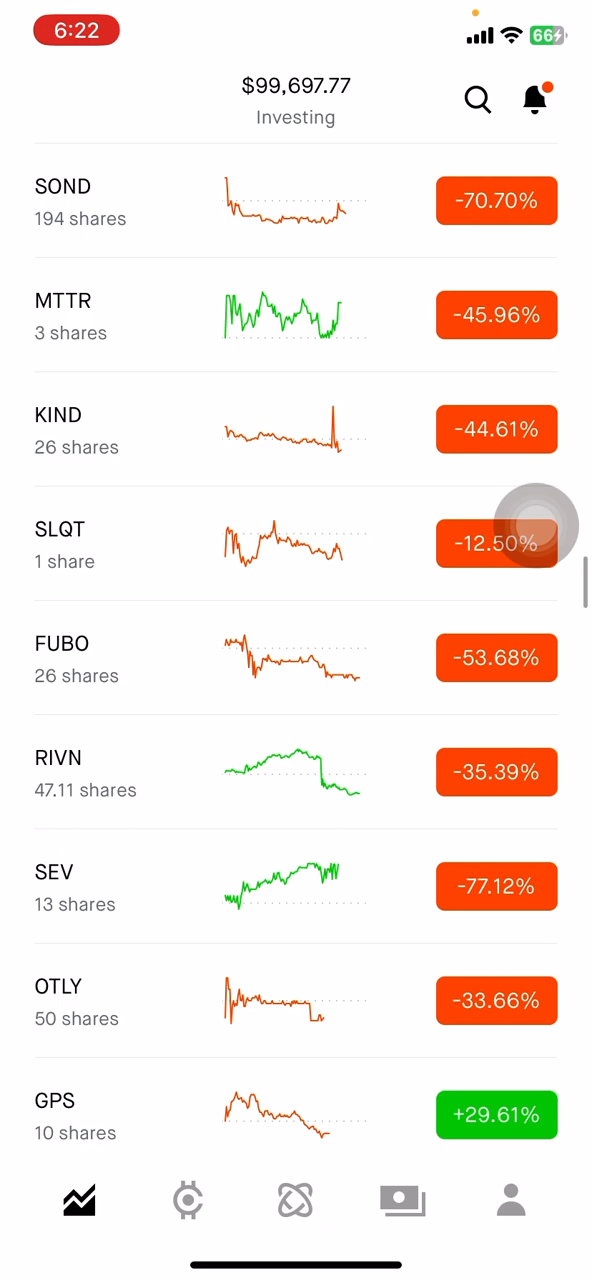 6:22
66
$99,697.77
Investing
SOND
194 shares
-70.70%
MTTR
3 shares
-45.96%
KIND
26 shares
-44.61%
SLQT
1 share
-12.50%
FUBO
26 shares
-53.68%
RIVN
47.11 shares
-35.39%
SEV
13 shares
-77.12%
OTLY
50 shares
-33.66%
GPS
10 shares
+29.61%